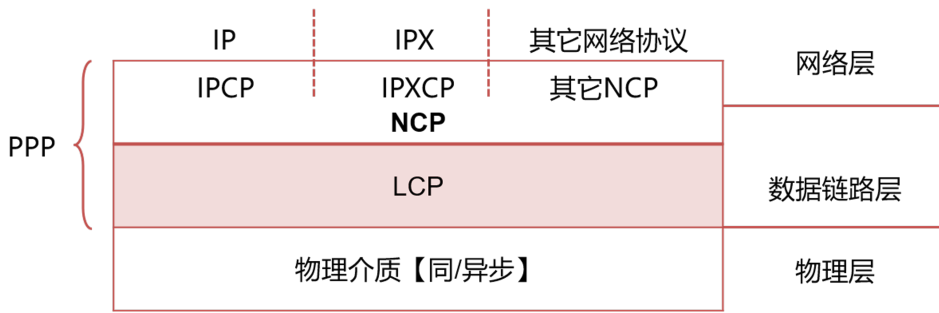 IP IPX 其它网络协议
网络层
IPCP IPXCP 其它NCP
NCP
PPP
LCP
数据链路层
物理介质【同/异步】
物理层